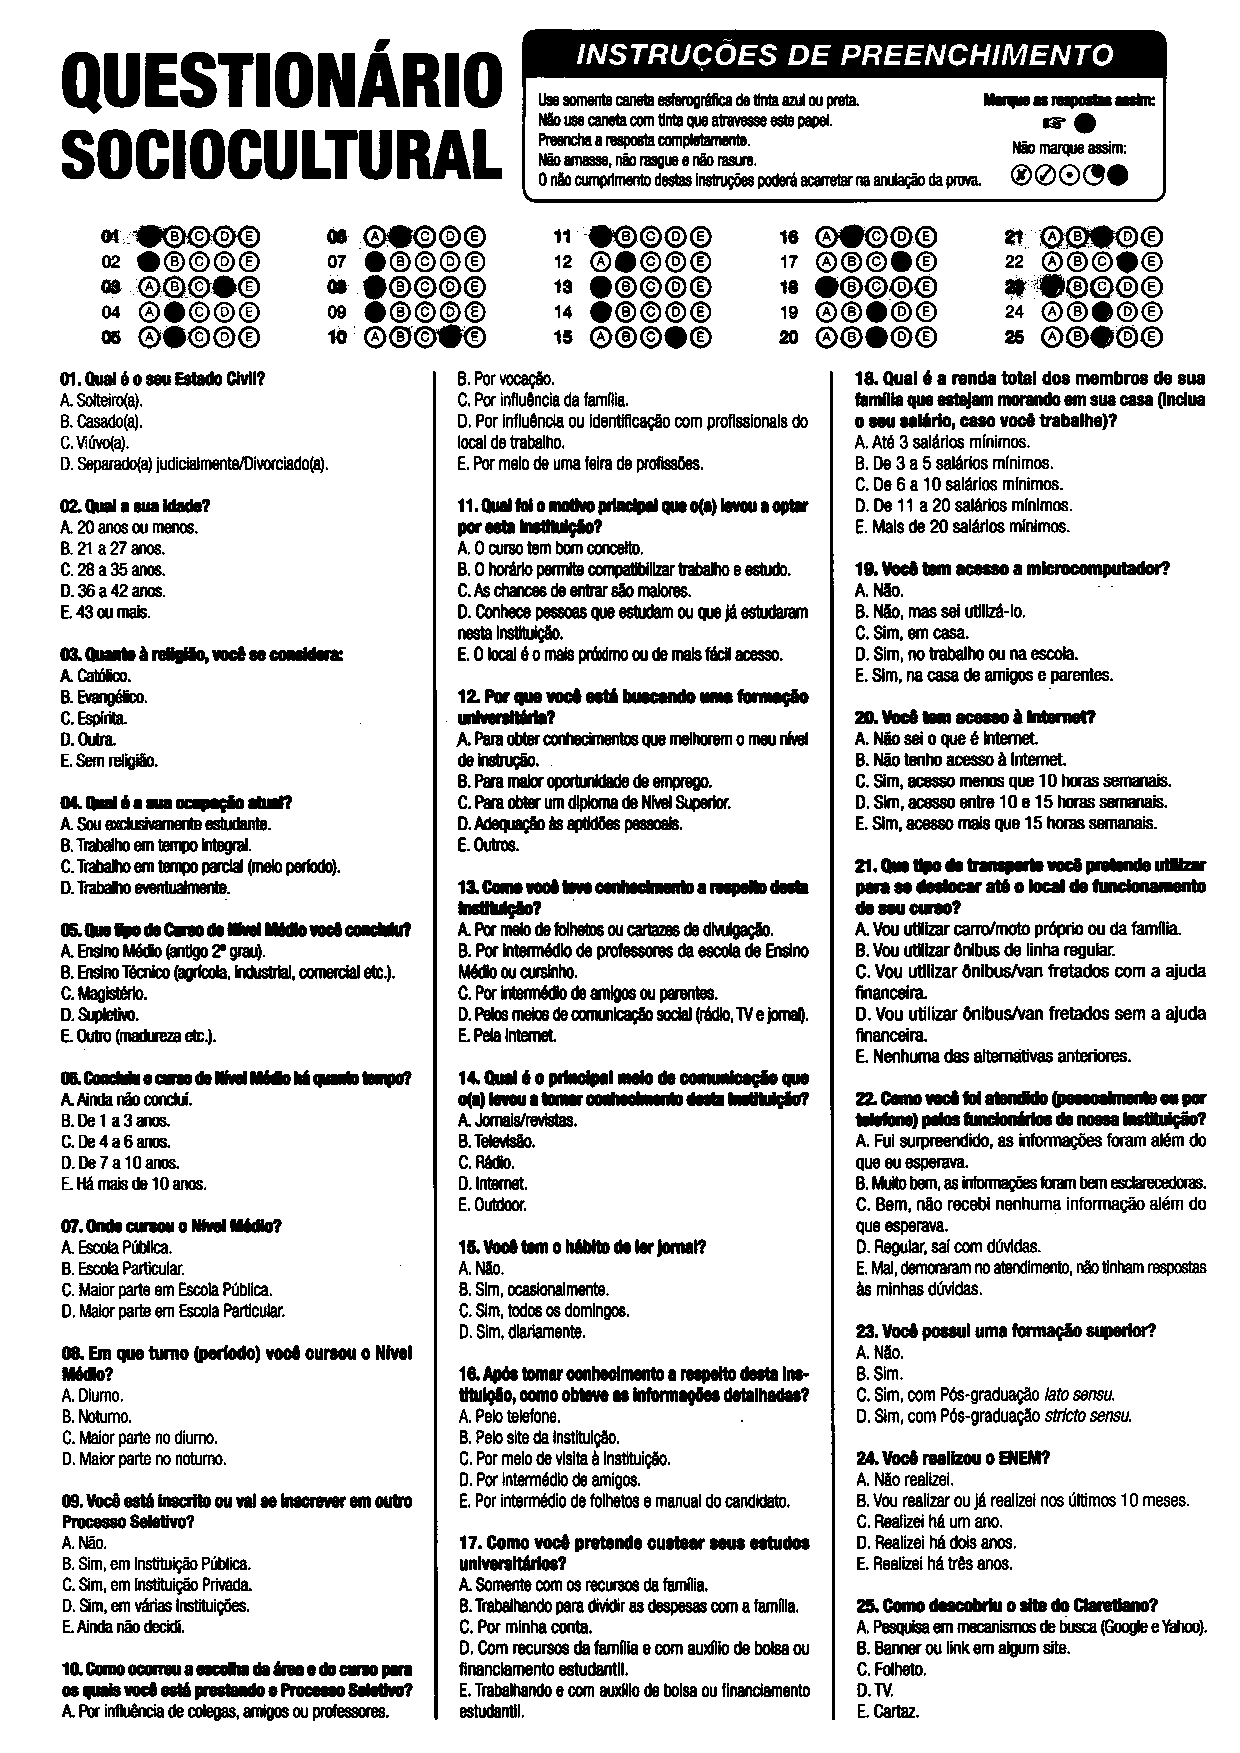 QUESTIONÁRIO
SOCIOCULTURAL
INSTRUÇÕES DE PREENCHIMENTO
Use somente caneta esferográfica de tinta azul ou preta.
Não use caneta com tinta que atravesse este papel.
Preencha a resposta completamente.
Não amasse, não rasgue e não rasure.
O não cumprimento destas instruções poderá acarretar na anulação da prova.
Marque as respostas assim:
Não marque assim:
01 B C D E
02 B C D E
03 A B C E
04 A C D E
05 A C D E
06 A C D E
07 B C D E
08 B C D E
09 B C D E
10 A B C E
11 B C D E
12 A C D E
13 B C D E
14 B C D E
15 A B C E
16 A C D E
17 A B C E
18 B C D E
19 A B D E
20 A B D E
21 A B D E
22 A B C E
23 B C D E
24 A B D E
25 A B D E
01. Qual é o seu Estado Civil?
A. Solteiro(a).
B. Casado(a).
C. Viúvo(a).
D. Separado(a) judicialmente/Divorciado(a).
02. Qual a sua idade?
A. 20 anos ou menos.
B. 21 a 27 anos.
C. 28 a 35 anos.
D. 36 a 42 anos.
E. 43 ou mais.
03. Quanto à religião, você se considera:
A. Católico.
B. Evangélico.
C. Espírita.
D. Outra.
E. Sem religião.
04. Qual é a sua ocupação atual?
A. Sou exclusivamente estudante.
B. Trabalho em tempo integral.
C. Trabalho em tempo parcial (meio período).
D. Trabalho eventualmente.
05. Que tipo de Curso de Nível Médio você concluiu?
A. Ensino Médio (antigo 2º grau).
B. Ensino Técnico (agrícola, industrial, comercial etc.).
C. Magistério.
D. Supletivo.
E. Outro (madureza etc.).
06. Concluiu o curso de Nível Médio há quanto tempo?
A. Ainda não concluí.
B. De 1 a 3 anos.
C. De 4 a 6 anos.
D. De 7 a 10 anos.
E. Há mais de 10 anos.
07. Onde cursou o Nível Médio?
A. Escola Pública.
B. Escola Particular.
C. Maior parte em Escola Pública.
D. Maior parte em Escola Particular.
08. Em que turno (período) você cursou o Nível
Médio?
A. Diurno.
B. Noturno.
C. Maior parte no diurno.
D. Maior parte no noturno.
09. Você está inscrito ou vai se inscrever em outro
Processo Seletivo?
A. Não.
B. Sim, em Instituição Pública.
C. Sim, em Instituição Privada.
D. Sim, em várias Instituições.
E. Ainda não decidi.
10. Como ocorreu a escolha da área e do curso para
os quais você está prestando o Processo Seletivo?
A. Por influência de colegas, amigos ou professores.
B. Por vocação.
C. Por influência da família.
D. Por influência ou identificação com profissionais do
local de trabalho.
E. Por meio de uma feira de profissões.
11. Qual foi o motivo principal que o(a) levou a optar
por esta Instituição?
A. O curso tem bom conceito.
B. O horário permite compatibilizar trabalho e estudo.
C. As chances de entrar são maiores.
D. Conhece pessoas que estudam ou que já estudaram
nesta Instituição.
E. O local é o mais próximo ou de mais fácil acesso.
12. Por que você está buscando uma formação
universitária?
A. Para obter conhecimentos que melhorem o meu nível
de instrução.
B. Para maior oportunidade de emprego.
C. Para obter um diploma de Nível Superior.
D. Adequação às aptidões pessoais.
E. Outros.
13. Como você teve conhecimento a respeito desta
Instituição?
A. Por meio de folhetos ou cartazes de divulgação.
B. Por intermédio de professores da escola de Ensino
Médio ou cursinho.
C. Por intermédio de amigos ou parentes.
D. Pelos meios de comunicação social (rádio, TV e jornal).
E. Pela Internet.
14. Qual é o principal meio de comunicação que
o(a) levou a tomar conhecimento desta Instituição?
A. Jornais/revistas.
B. Televisão.
C. Rádio.
D. Internet.
E. Outdoor.
15. Você tem o hábito de ler jornal?
A. Não.
B. Sim, ocasionalmente.
C. Sim, todos os domingos.
D. Sim, diariamente.
16. Após tomar conhecimento a respeito desta Ins-
tituição, como obteve as informações detalhadas?
A. Pelo telefone.
B. Pelo site da Instituição.
C. Por meio de visita à Instituição.
D. Por intermédio de amigos.
E. Por intermédio de folhetos e manual do candidato.
17. Como você pretende custear seus estudos
universitários?
A. Somente com os recursos da família.
B. Trabalhando para dividir as despesas com a família.
C. Por minha conta.
D. Com recursos da família e com auxílio de bolsa ou
financiamento estudantil.
E. Trabalhando e com auxílio de bolsa ou financiamento
estudantil.
18. Qual é a renda total dos membros de sua
família que estejam morando em sua casa (Inclua
o seu salário, caso você trabalhe)?
A. Até 3 salários mínimos.
B. De 3 a 5 salários mínimos.
C. De 6 a 10 salários mínimos.
D. De 11 a 20 salários mínimos.
E. Mais de 20 salários mínimos.
19. Você tem acesso a microcomputador?
A. Não.
B. Não, mas sei utilizá-lo.
C. Sim, em casa.
D. Sim, no trabalho ou na escola.
E. Sim, na casa de amigos e parentes.
20. Você tem acesso à Internet?
A. Não sei o que é Internet.
B. Não tenho acesso à Internet.
C. Sim, acesso menos que 10 horas semanais.
D. Sim, acesso entre 10 e 15 horas semanais.
E. Sim, acesso mais que 15 horas semanais.
21. Que tipo de transporte você pretende utilizar
para se deslocar até o local de funcionamento
de seu curso?
A. Vou utilizar carro/moto próprio ou da família.
B. Vou utilizar ônibus de linha regular.
C. Vou utilizar ônibus/van fretados com a ajuda
financeira.
D. Vou utilizar ônibus/van fretados sem a ajuda
financeira.
E. Nenhuma das alternativas anteriores.
22. Como você foi atendido (pessoalmente ou por
telefone) pelos funcionários de nossa Instituição?
A. Fui surpreendido, as informações foram além do
que eu esperava.
B. Muito bem, as informações foram bem esclarecedoras.
C. Bem, não recebi nenhuma informação além do
que esperava.
D. Regular, saí com dúvidas.
E. Mal, demoraram no atendimento, não tinham respostas
às minhas dúvidas.
23. Você possui uma formação superior?
A. Não.
B. Sim.
C. Sim, com Pós-graduação lato sensu.
D. Sim, com Pós-graduação stricto sensu.
24. Você realizou o ENEM?
A. Não realizei.
B. Vou realizar ou já realizei nos últimos 10 meses.
C. Realizei há um ano.
D. Realizei há dois anos.
E. Realizei há três anos.
25. Como descobriu o site do Claretiano?
A. Pesquisa em mecanismos de busca (Google e Yahoo).
B. Banner ou link em algum site.
C. Folheto.
D. TV.
E. Cartaz.